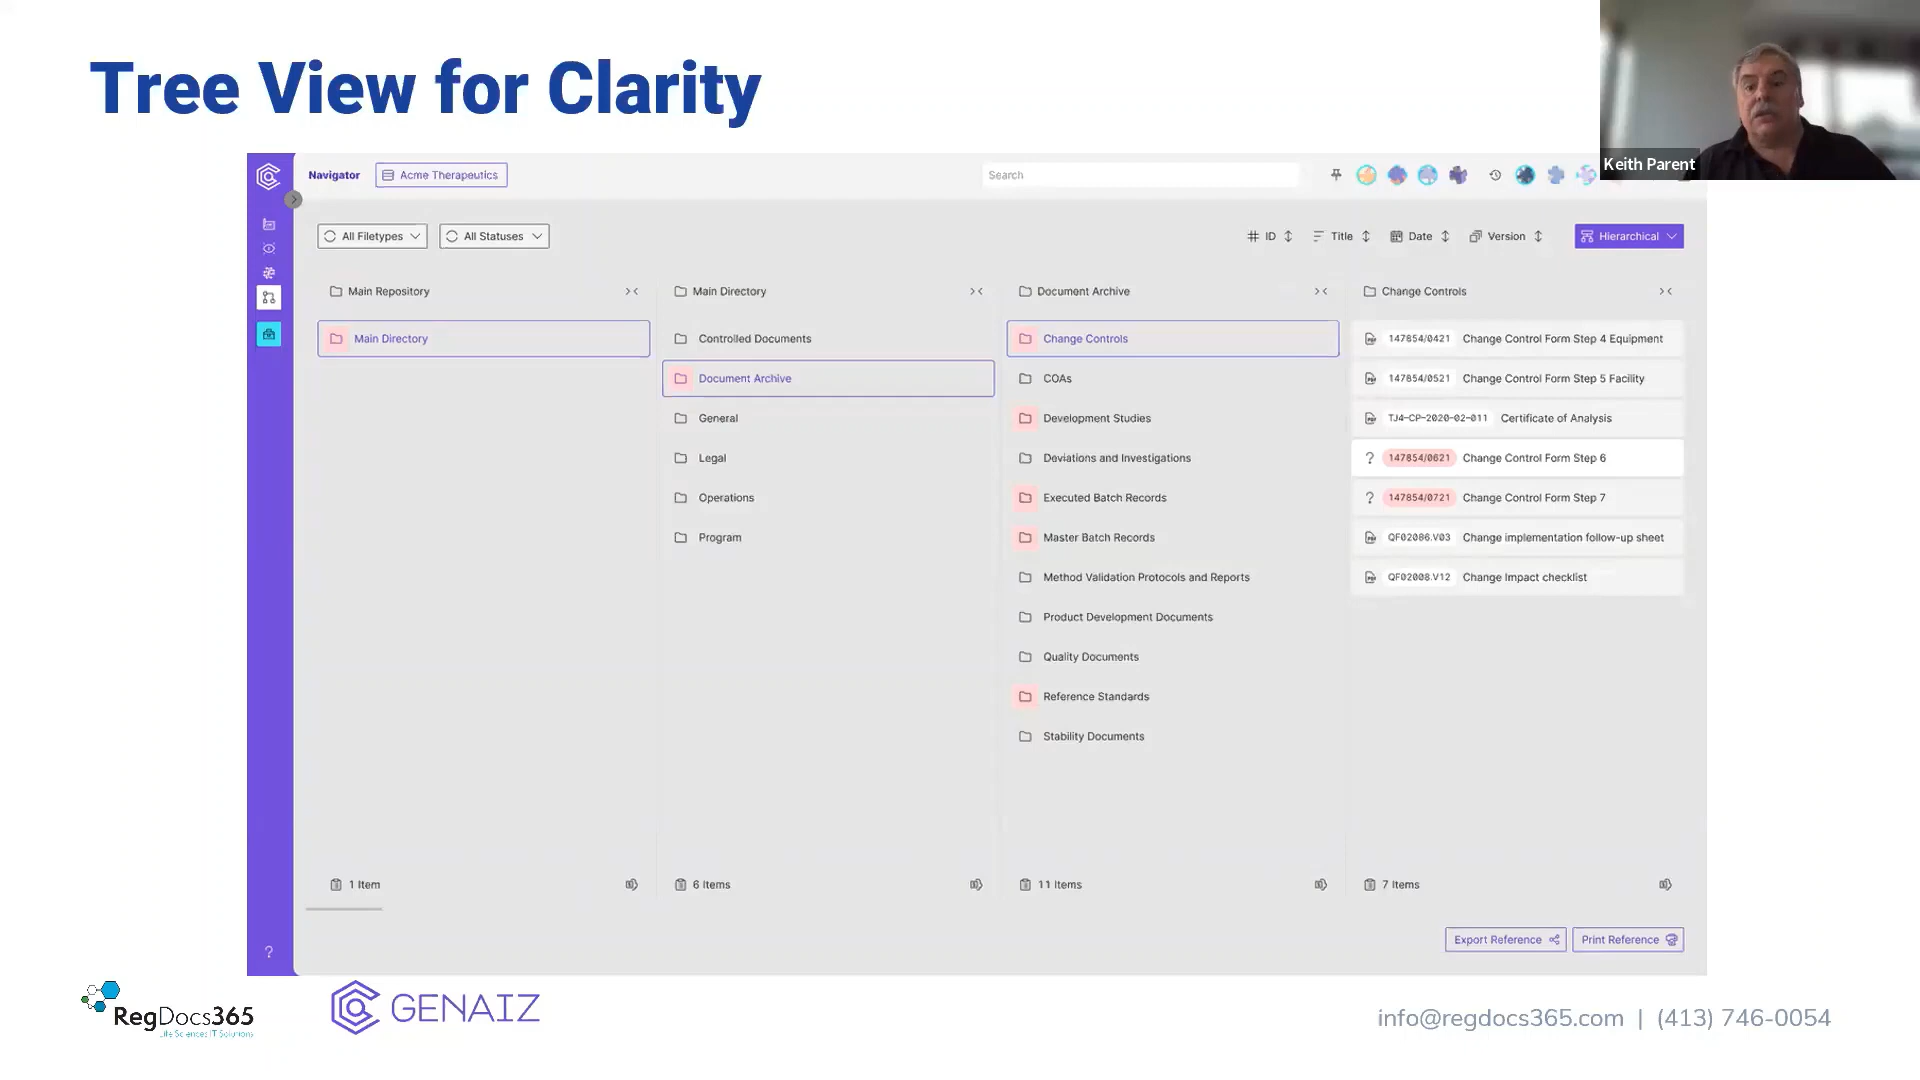 Tree View for Clarity
Keith Parent
Navigator
Acme Therapeutics
Search
All Filetypes
All Statuses
# ID
Title
Date
Version
Hierarchical
Main Repository
Main Directory
1 Item
Main Directory
Controlled Documents
Document Archive
General
Legal
Operations
Program
6 Items
Document Archive
Change Controls
COAs
Development Studies
Deviations and Investigations
Executed Batch Records
Master Batch Records
Method Validation Protocols and Reports
Product Development Documents
Quality Documents
Reference Standards
Stability Documents
11 Items
Change Controls
147854/0421 Change Control Form Step 4 Equipment
147854/0521 Change Control Form Step 5 Facility
TJ4-CP-2020-02-011 Certificate of Analysis
? 147854/0621 Change Control Form Step 6
? 147854/0721 Change Control Form Step 7
QF02086.V03 Change implementation follow-up sheet
QF02008.V12 Change Impact checklist
7 Items
Export Reference
Print Reference
?
RegDocs365
Life Sciences IT Solutions
GENAIZ
info@regdocs365.com | (413) 746-0054